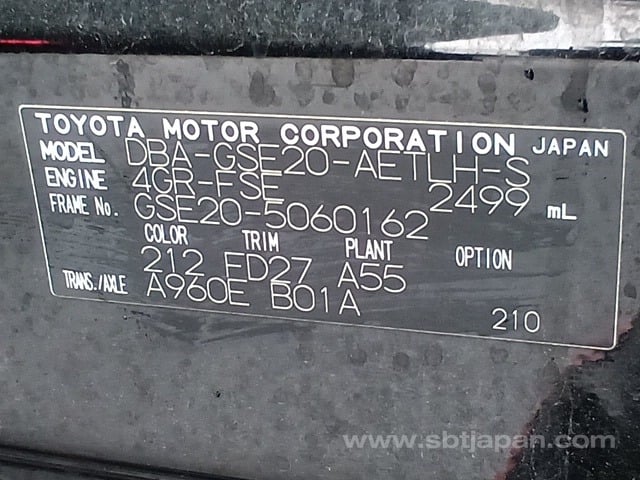 TOYOTA MOTOR CORPORATION JAPAN
MODEL DBA-GSE20-AETLH-S
ENGINE 4GR-FSE 2499 mL
FRAME No. GSE20-5060162
COLOR TRIM PLANT OPTION
212 FD27 A55
TRANS./AXLE A960E B01A
210
www.sbtjapan.com